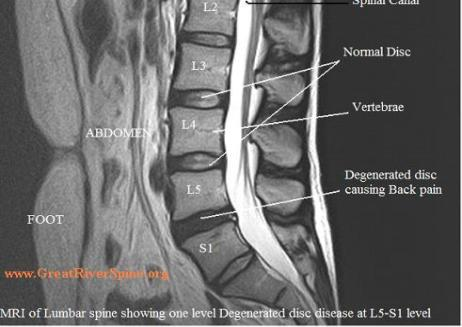 Spinal Canal
L2
Normal Disc
L3
Vertebrae
L4
ABDOMEN
Degenerated disc
causing Back pain
L5
FOOT
S1
www.GreatRiverSpine.org
MRI of Lumbar spine showing one level Degenerated disc disease at L5-S1 level